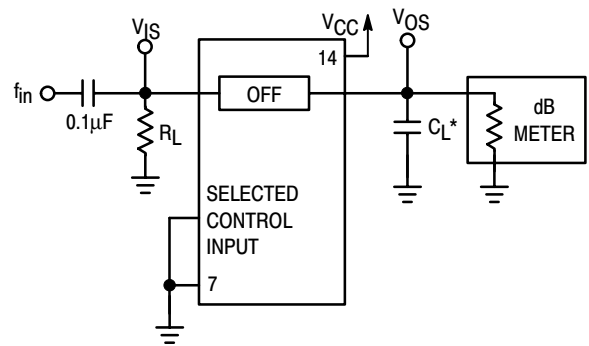 V_IS
V_CC
V_OS
14
f_in
OFF
dB
METER
0.1μF
R_L
C_L*
SELECTED
CONTROL
INPUT
7